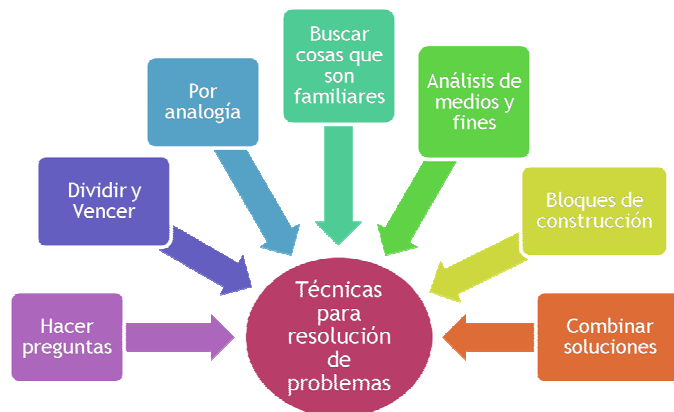 Buscar
cosas que
son
familiares
Por
analogía
Análisis de
medios y
fines
Dividir y
Vencer
Bloques de
construcción
Hacer
preguntas
Técnicas
para
resolución
de
problemas
Combinar
soluciones